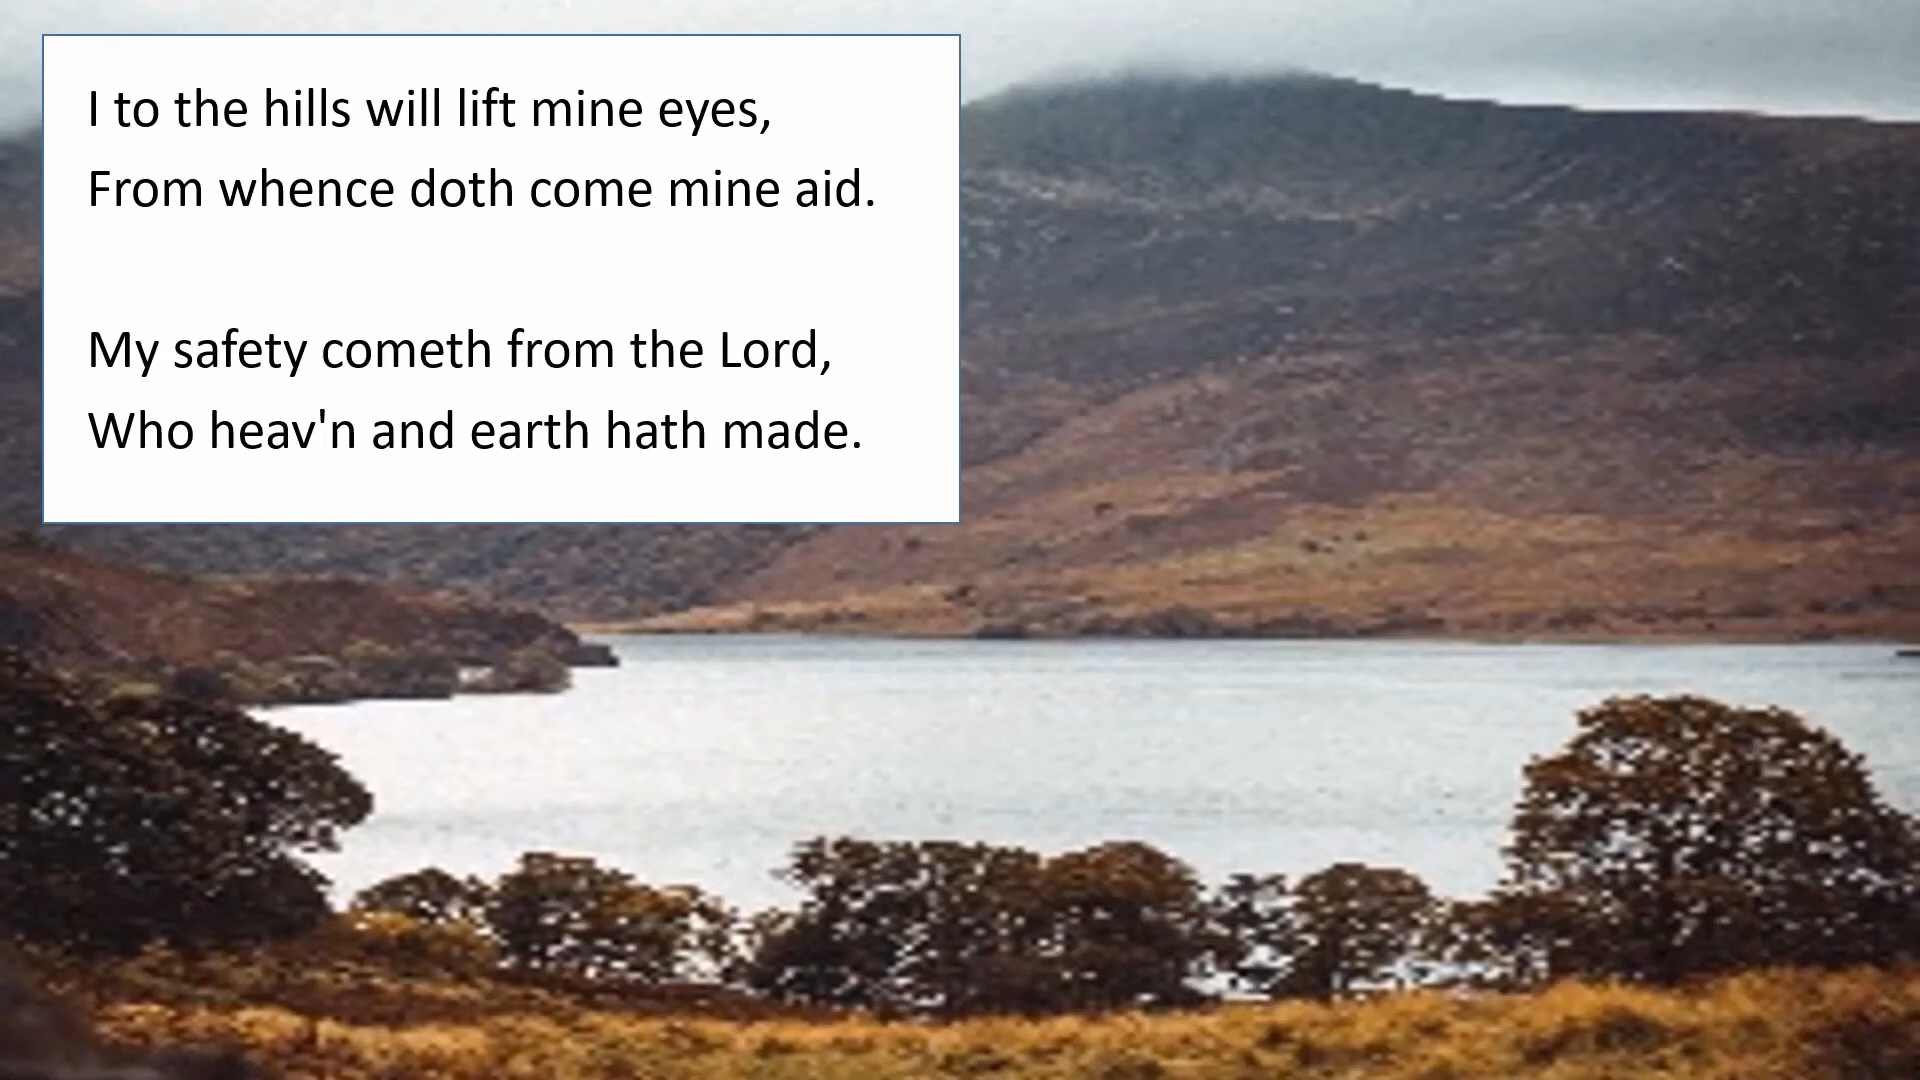 I to the hills will lift mine eyes,
From whence doth come mine aid.
My safety cometh from the Lord,
Who heav'n and earth hath made.